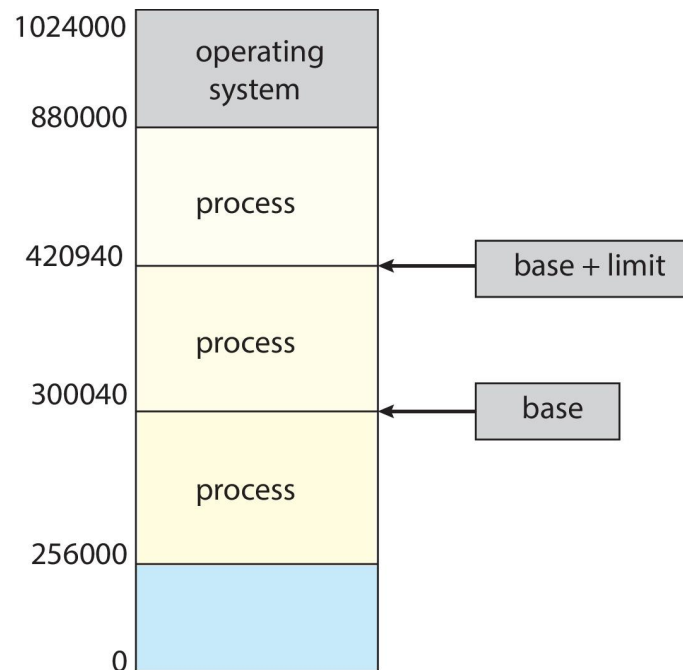 1024000
operating
system
880000
process
420940
base + limit
process
300040
base
process
256000
0